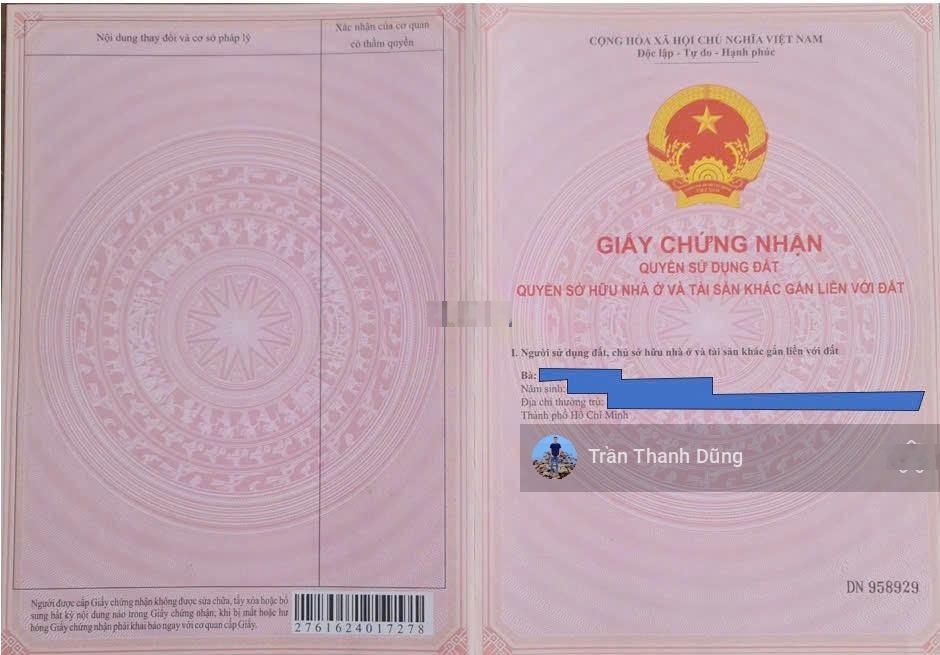 Nội dung thay đổi và cơ sở pháp lý
Xác nhận của cơ quan
có thẩm quyền
Người được cấp Giấy chứng nhận không được sửa chữa, tẩy xóa hoặc bổ
sung bất kỳ nội dung nào trong Giấy chứng nhận; khi bị mất hoặc hư
hỏng Giấy chứng nhận phải khai báo ngay với cơ quan cấp Giấy.
2761624017278
CỘNG HÒA XÃ HỘI CHỦ NGHĨA VIỆT NAM
Độc lập - Tự do - Hạnh phúc
GIẤY CHỨNG NHẬN
QUYỀN SỬ DỤNG ĐẤT
QUYỀN SỞ HỮU NHÀ Ở VÀ TÀI SẢN KHÁC GẮN LIỀN VỚI ĐẤT
I. Người sử dụng đất, chủ sở hữu nhà ở và tài sản khác gắn liền với đất
Bà:
Năm sinh:
Địa chỉ thường trú:
Thành phố Hồ Chí Minh
Trần Thanh Dũng
DN 958929